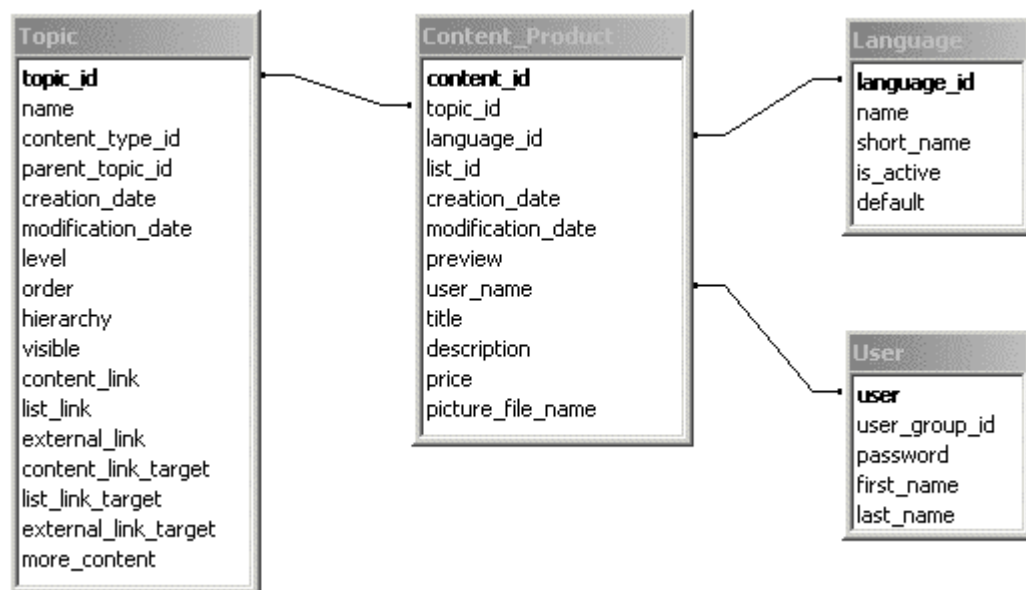 Topic
topic_id
name
content_type_id
parent_topic_id
creation_date
modification_date
level
order
hierarchy
visible
content_link
list_link
external_link
content_link_target
list_link_target
external_link_target
more_content
Content_Product
content_id
topic_id
language_id
list_id
creation_date
modification_date
preview
user_name
title
description
price
picture_file_name
Language
language_id
name
short_name
is_active
default
User
user
user_group_id
password
first_name
last_name